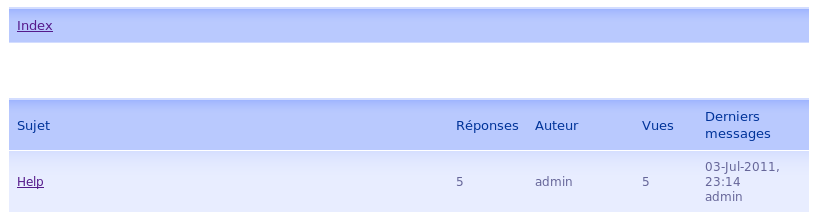 Index
Sujet Réponses Auteur Vues Derniers messages
Help 5 admin 5 03-Jul-2011, 23:14 admin